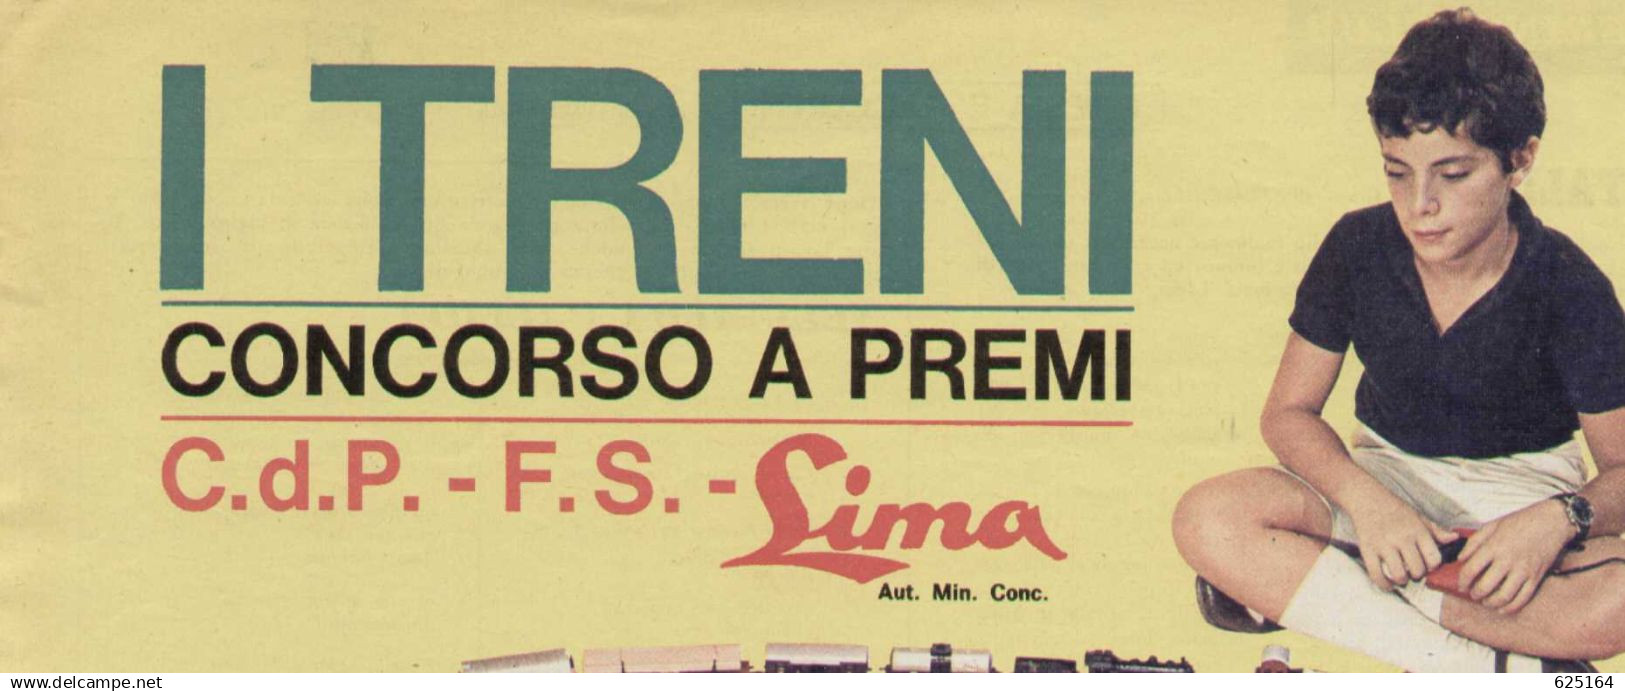 I TRENI
CONCORSO A PREMI
C.d.P. - F.S. - Lima
Aut. Min. Conc.
www.delcampe.net
625164